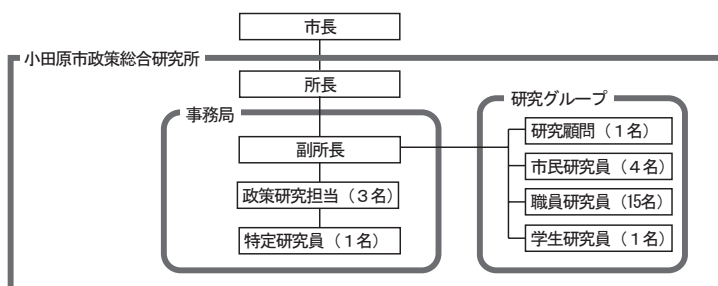 市長
小田原市政策総合研究所
所長
事務局
副所長
政策研究担当（３名）
特定研究員（１名）
研究グループ
研究顧問（１名）
市民研究員（４名）
職員研究員（15名）
学生研究員（１名）